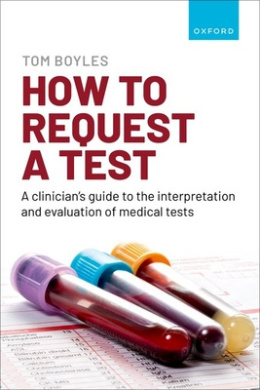 OXFORD
TOM BOYLES
HOW TO
REQUEST
A TEST
A clinician's guide to the interpretation
and evaluation of medical tests